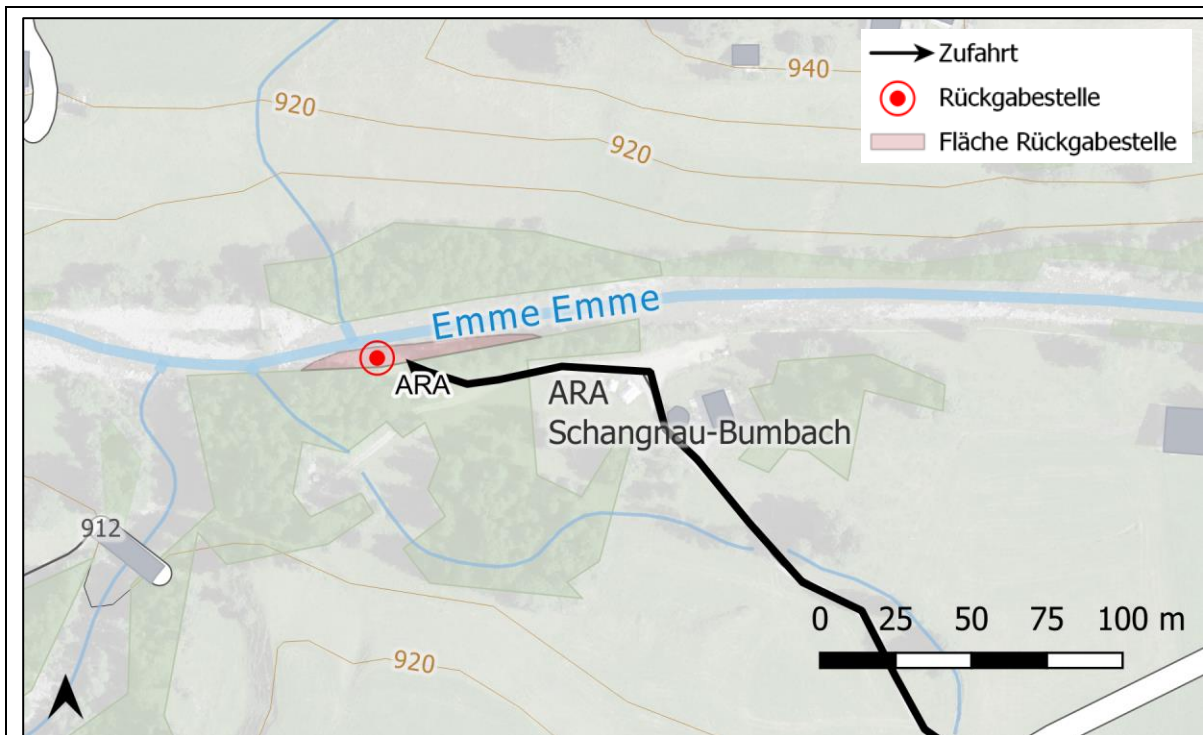 Zufahrt
Rückgabestelle
Fläche Rückgabestelle
940
920
920
Emme Emme
ARA
ARA
Schangnau-Bumbach
912
0 25 50 75 100 m
920